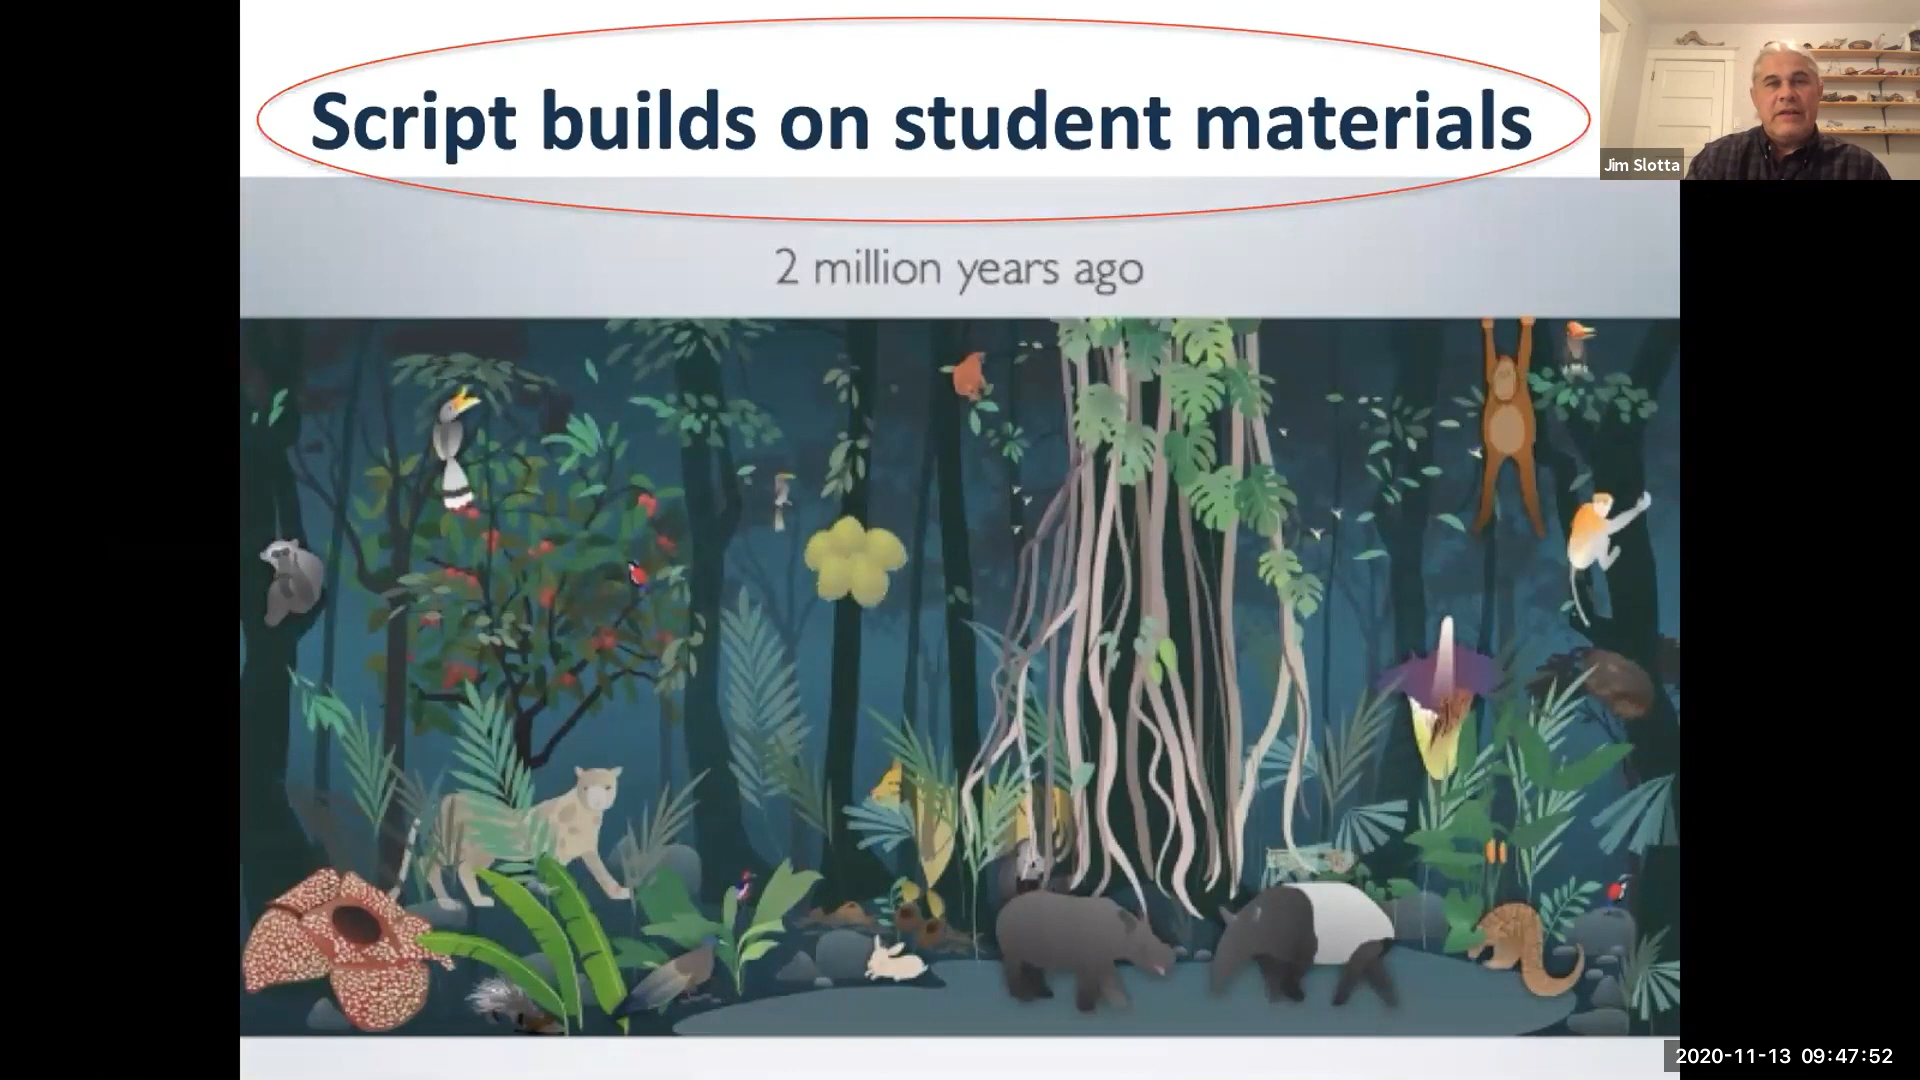 Script builds on student materials
Jim Slotta
2 million years ago
2020-11-13 09:47:52